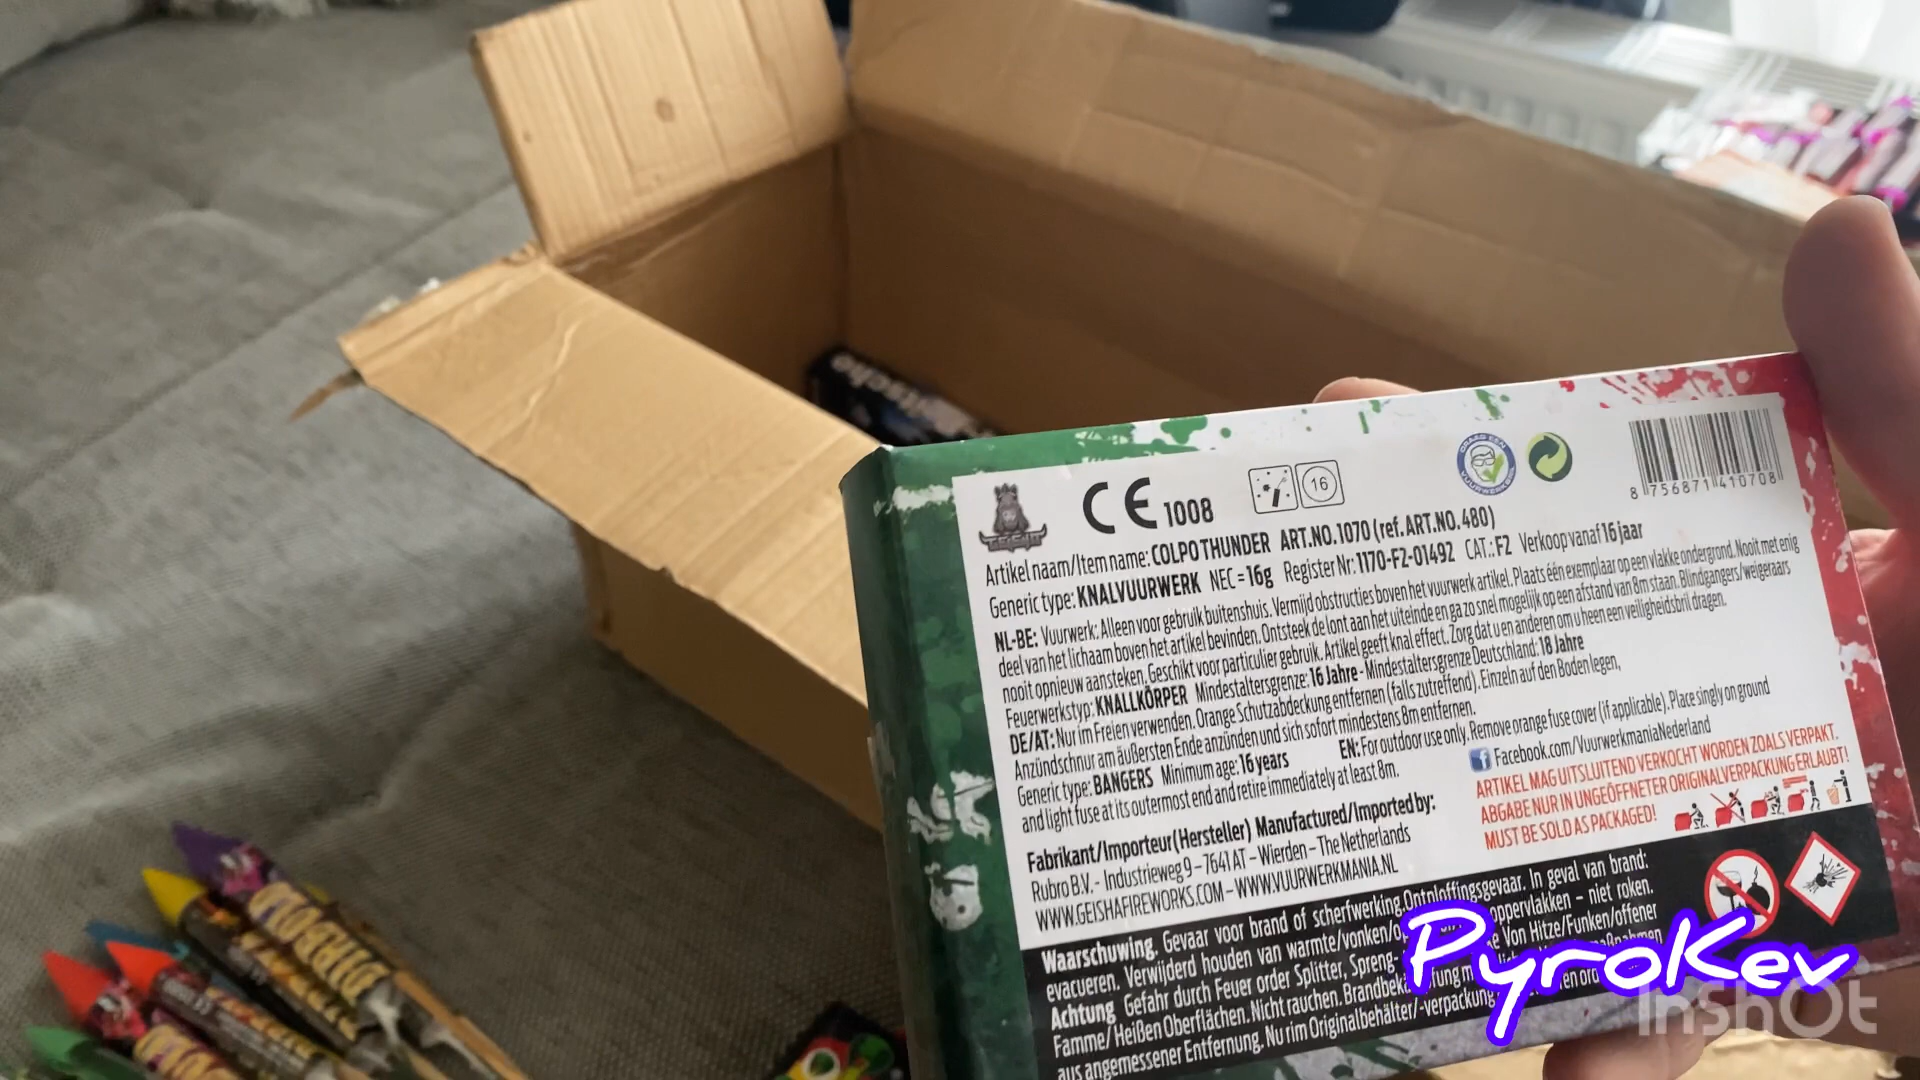 CE 1008
16
DRAAG EEN
8 756871 410708
Artikel naam/Item name: COLPO THUNDER ART.NO. 1070 (ref. ART.NO. 480)
Generic type: KNALVUURWERK NEC = 16g Register Nr: 1170-F2-01492 CAT.: F2 Verkoop vanaf 16 jaar
NL-BE: Vuurwerk: Alleen voor gebruik buitenshuis. Vermijd obstructies boven het vuurwerk artikel. Plaats één exemplaar op een vlakke ondergrond. Nooit met enig
deel van het lichaam boven het artikel bevinden. Ontsteek de lont aan het uiteinde en ga zo snel mogelijk op een afstand van 8m staan. Blindgangers/weigeraars
nooit opnieuw aansteken. Geschikt voor particulier gebruik. Artikel geeft knal effect. Zorg dat u en anderen om u heen een veiligheidsbril dragen.
Feuerwerkstyp: KNALLKÖRPER Mindestaltersgrenze: 16 Jahre - Mindestaltersgrenze Deutschland: 18 Jahre
DE/AT: Nur im Freien verwenden. Orange Schutzabdeckung entfernen (falls zutreffend). Einzeln auf den Boden legen,
Anzündschnur am äußersten Ende anzünden und sich sofort mindestens 8m entfernen.
Generic type: BANGERS Minimum age: 16 years EN: For outdoor use only. Remove orange fuse cover (if applicable). Place singly on ground
and light fuse at its outermost end and retire immediately at least 8m.
Facebook.com/VuurwerkmaniaNederland
Fabrikant/Importeur(Hersteller) Manufactured/Imported by:
Rubro B.V. - Industrieweg 9 - 7641 AT - Wierden - The Netherlands
WWW.GEISHAFIREWORKS.COM - WWW.VUURWERKMANIA.NL
ARTIKEL MAG UITSLUITEND VERKOCHT WORDEN ZOALS VERPAKT.
ABGABE NUR IN UNGEÖFFNETER ORIGINALVERPACKUNG ERLAUBT!
MUST BE SOLD AS PACKAGED!
Waarschuwing. Gevaar voor brand of scherfwerking. Ontploffingsgevaar. In geval van brand:
evacueren. Verwijderd houden van warmte/vonken/ oppervlakken - niet roken.
Achtung Gefahr durch Feuer order Splitter, Spreng- Von Hitze/Funken/offener
Famme/ Heißen Oberflächen. Nicht rauchen.
aus angemessener Entfernung. Nu rim Originalbehälter/-verpackung
PyroKev
InShOt